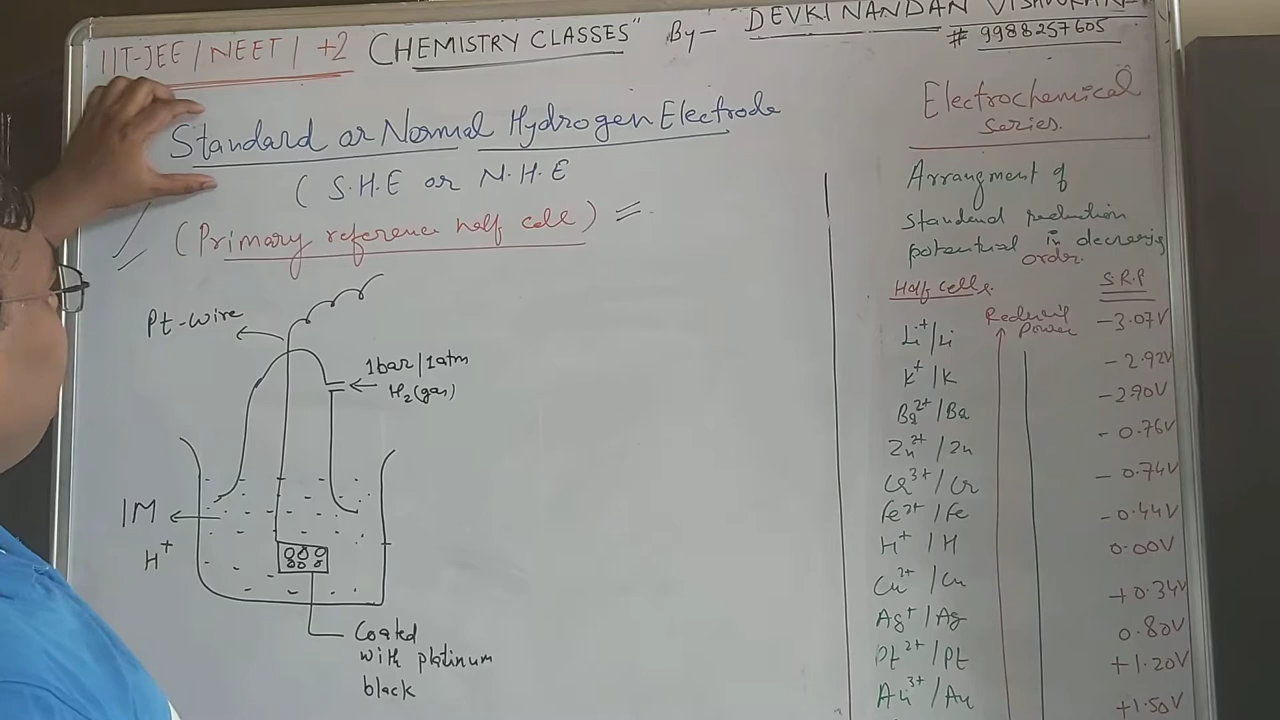 IIT-JEE/NEET/ +2 CHEMISTRY CLASSES" By- DEVKI NANDAN
# 9988257605
Standard or Normal Hydrogen Electrode
( S.H.E or N.H.E
(Primary reference half cell) =
Pt-wire
1bar/1atm
H2(gas)
1M
H+
Coated
with platinum
black
Electrochemical
series.
Arrangment of
standard reduction
potential in decreasing
order.
Half cells. S.R.P
Reducing
Power
Li+/Li -3.07V
K+/K -2.92V
Ba2+/Ba -2.90V
Zn2+/Zn -0.76V
Cr3+/Cr -0.74V
Fe2+/Fe -0.44V
H+/H 0.00V
Cu2+/Cu +0.34V
Ag+/Ag 0.80V
Pt2+/Pt +1.20V
Au3+/Au +1.50V